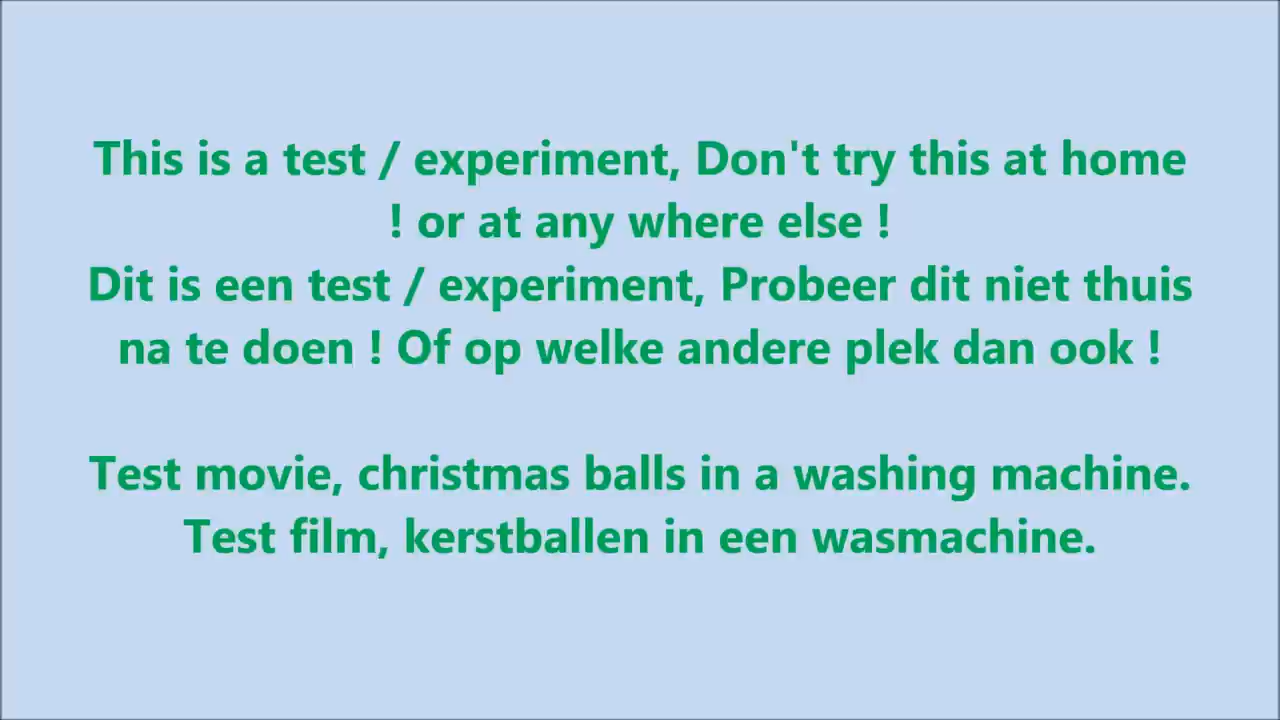 This is a test / experiment, Don't try this at home
! or at any where else !
Dit is een test / experiment, Probeer dit niet thuis
na te doen ! Of op welke andere plek dan ook !
Test movie, christmas balls in a washing machine.
Test film, kerstballen in een wasmachine.